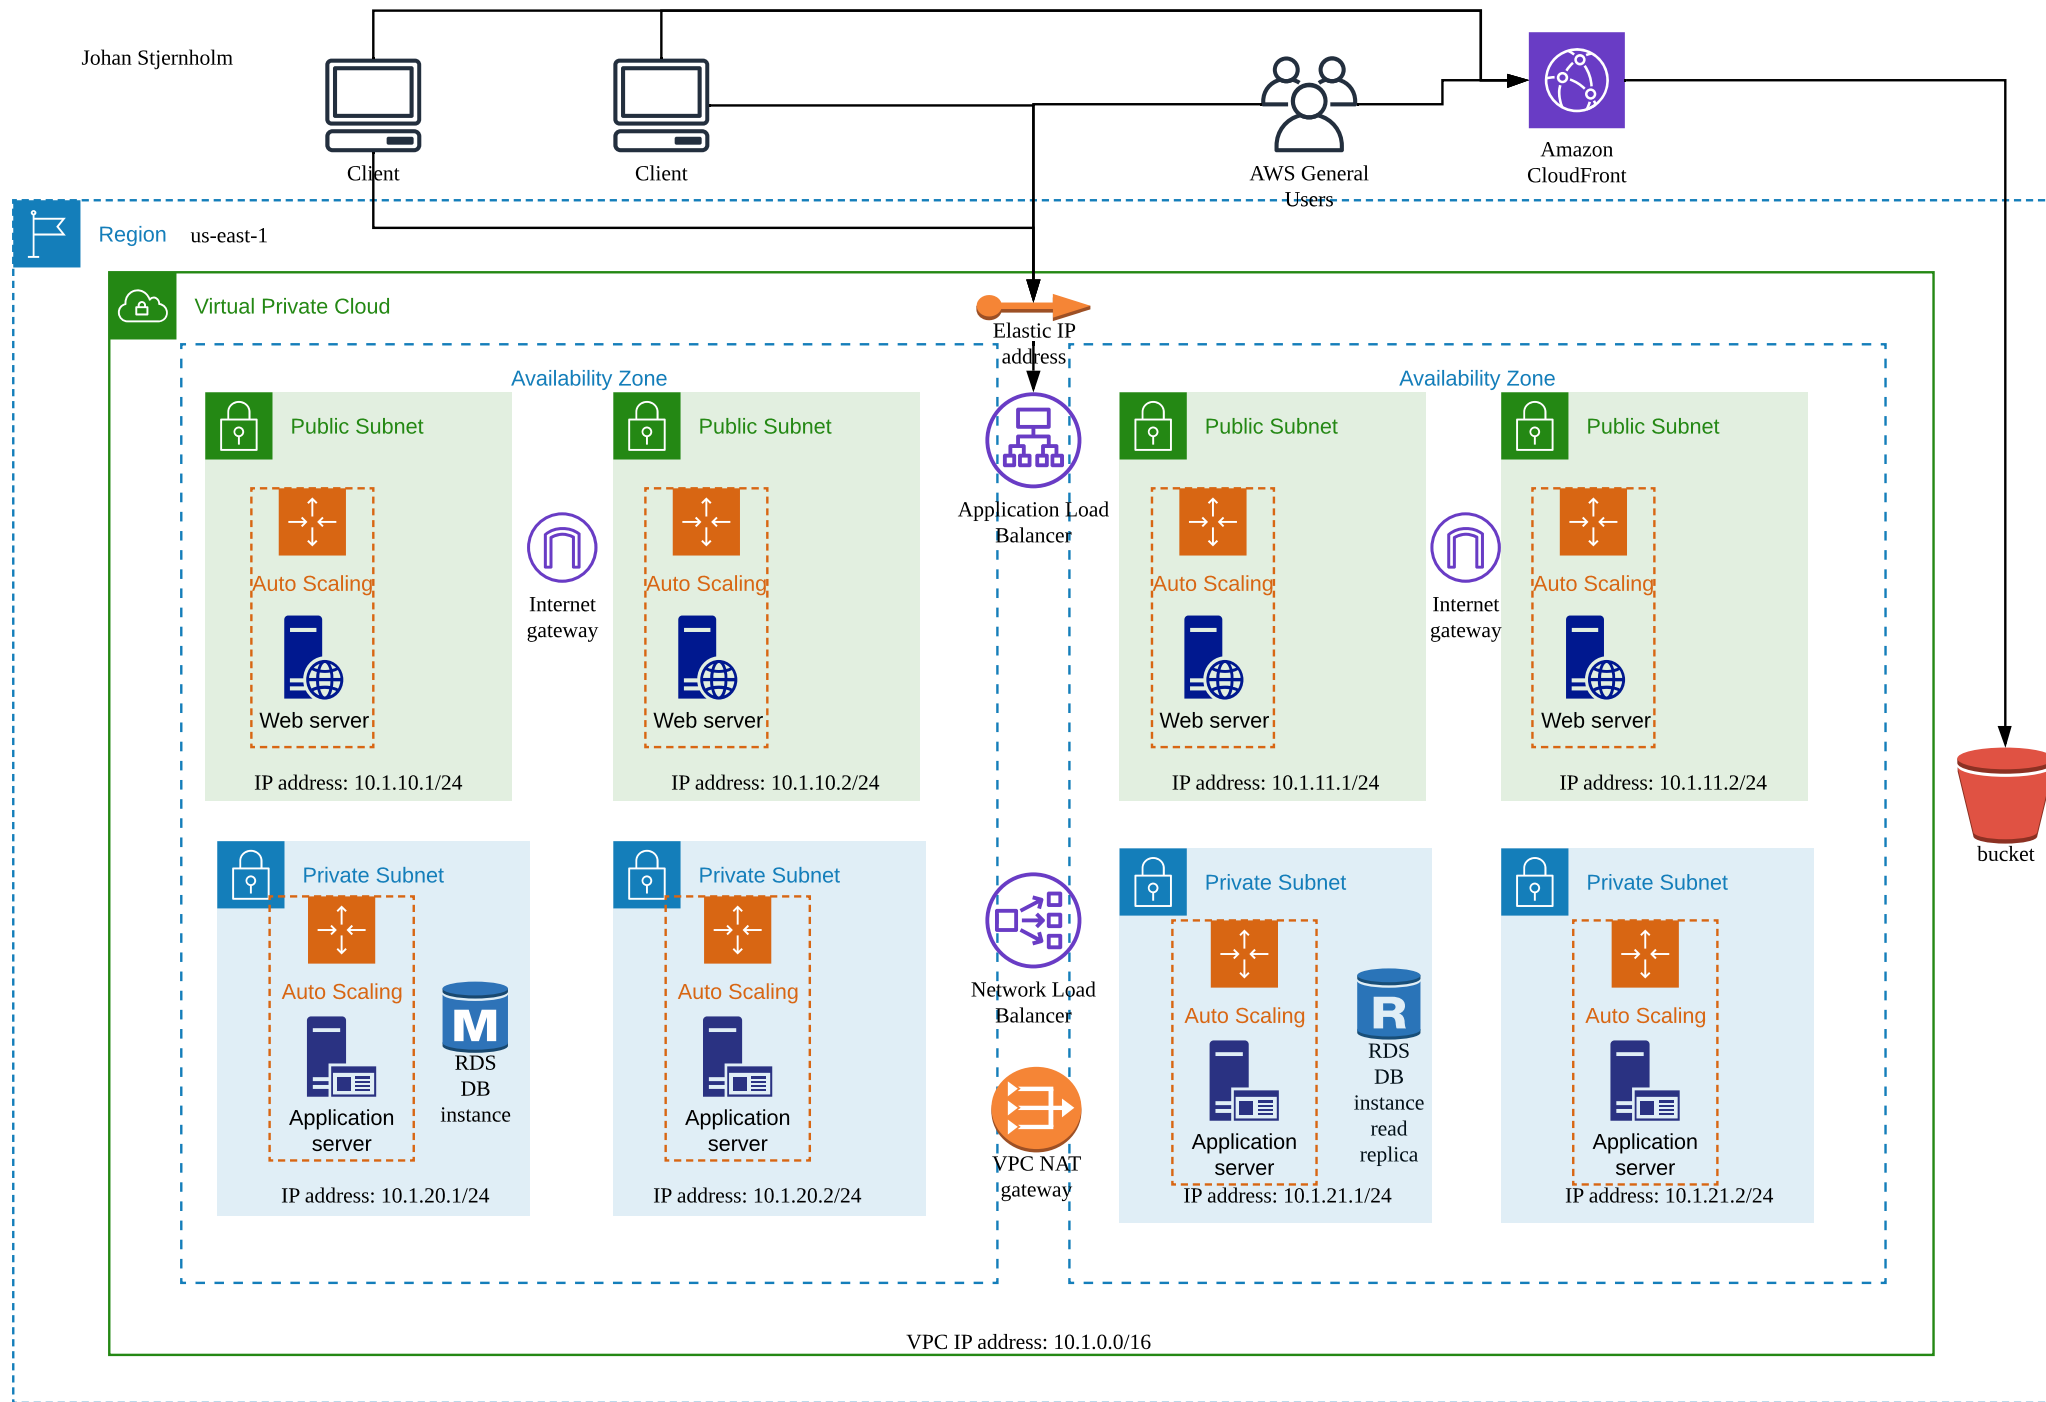 Johan Stjernholm
Client
Client
AWS General
Users
Amazon
CloudFront
Region
us-east-1
Virtual Private Cloud
Elastic IP
address
Availability Zone
Availability Zone
Public Subnet
Public Subnet
Public Subnet
Public Subnet
Application Load
Balancer
Auto Scaling
Auto Scaling
Auto Scaling
Auto Scaling
Internet
gateway
Internet
gateway
Web server
Web server
Web server
Web server
IP address: 10.1.10.1/24
IP address: 10.1.10.2/24
IP address: 10.1.11.1/24
IP address: 10.1.11.2/24
bucket
Private Subnet
Private Subnet
Private Subnet
Private Subnet
Auto Scaling
Auto Scaling
Network Load
Balancer
Auto Scaling
Auto Scaling
M
RDS
DB
instance
R
RDS
DB
instance
read
replica
Application
server
Application
server
Application
server
Application
server
VPC NAT
gateway
IP address: 10.1.20.1/24
IP address: 10.1.20.2/24
IP address: 10.1.21.1/24
IP address: 10.1.21.2/24
VPC IP address: 10.1.0.0/16